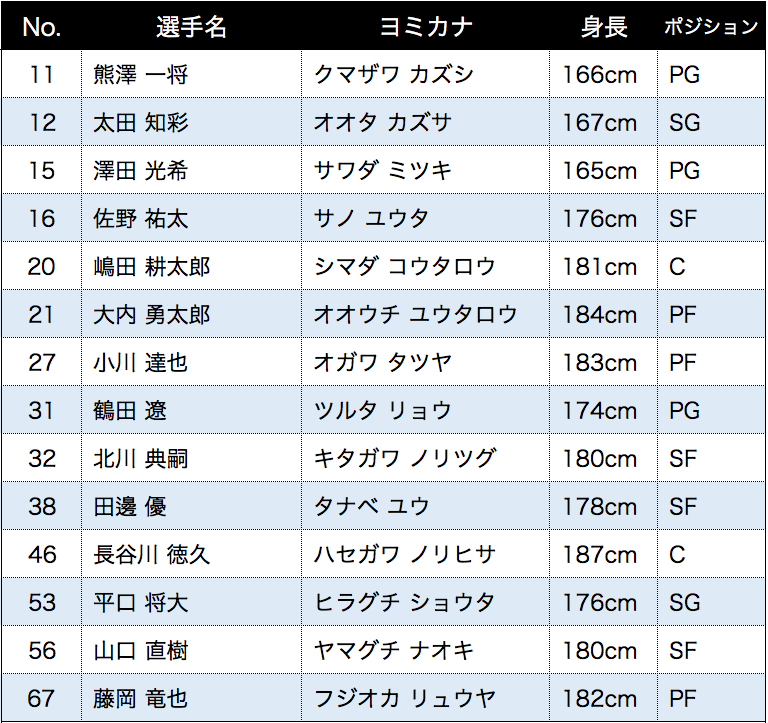 No. 選手名 ヨミカナ 身長 ポジション
11 熊澤 一将 クマザワ カズシ 166cm PG
12 太田 知彩 オオタ カズサ 167cm SG
15 澤田 光希 サワダ ミツキ 165cm PG
16 佐野 祐太 サノ ユウタ 176cm SF
20 嶋田 耕太郎 シマダ コウタロウ 181cm C
21 大内 勇太郎 オオウチ ユウタロウ 184cm PF
27 小川 達也 オガワ タツヤ 183cm PF
31 鶴田 遼 ツルタ リョウ 174cm PG
32 北川 典嗣 キタガワ ノリツグ 180cm SF
38 田邊 優 タナベ ユウ 178cm SF
46 長谷川 徳久 ハセガワ ノリヒサ 187cm C
53 平口 将大 ヒラグチ ショウタ 176cm SG
56 山口 直樹 ヤマグチ ナオキ 180cm SF
67 藤岡 竜也 フジオカ リュウヤ 182cm PF